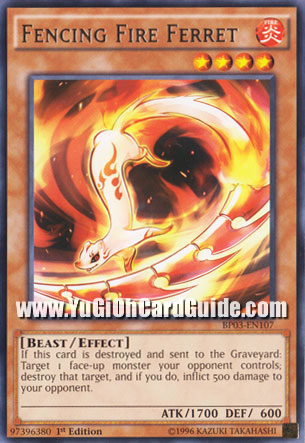 FENCING FIRE FERRET
FIRE
炎
www.YuGiOhCardGuide.com
BP03-EN107
[BEAST / EFFECT]
If this card is destroyed and sent to the Graveyard:
Target 1 face-up monster your opponent controls;
destroy that target, and if you do, inflict 500 damage to
your opponent.
ATK/1700 DEF/ 600
97396380 1st Edition ©1996 KAZUKI TAKAHASHI